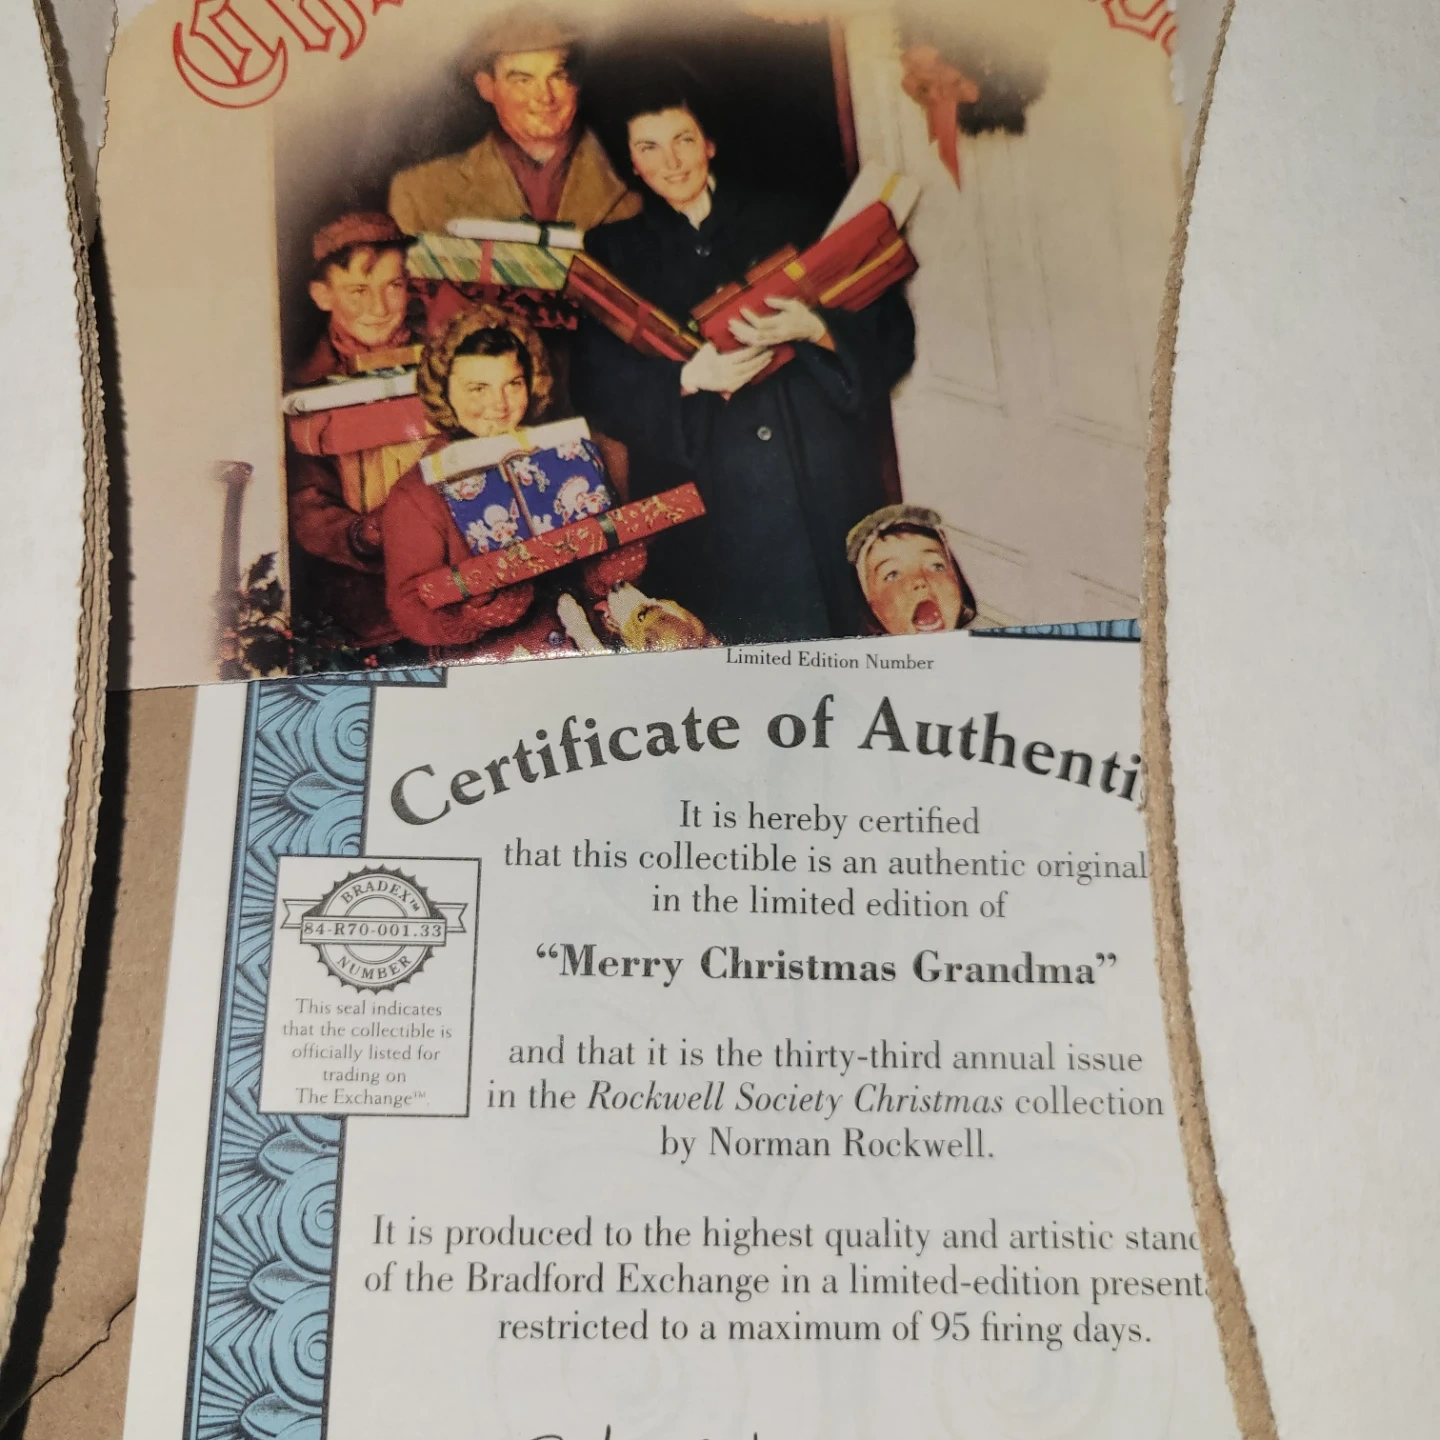 Limited Edition Number
Certificate of
It is hereby certified
that this collectible is an authentic original
in the limited edition of
“Merry Christmas Grandma”
BRADEX™
84-R70-001.33
NUMBER
This seal indicates
that the collectible is
officially listed for
trading on
The Exchange™.
and that it is the thirty-third annual issue
in the Rockwell Society Christmas collection
by Norman Rockwell.
It is produced to the highest quality and artistic
of the Bradford Exchange in a limited-edition
restricted to a maximum of 95 firing days.